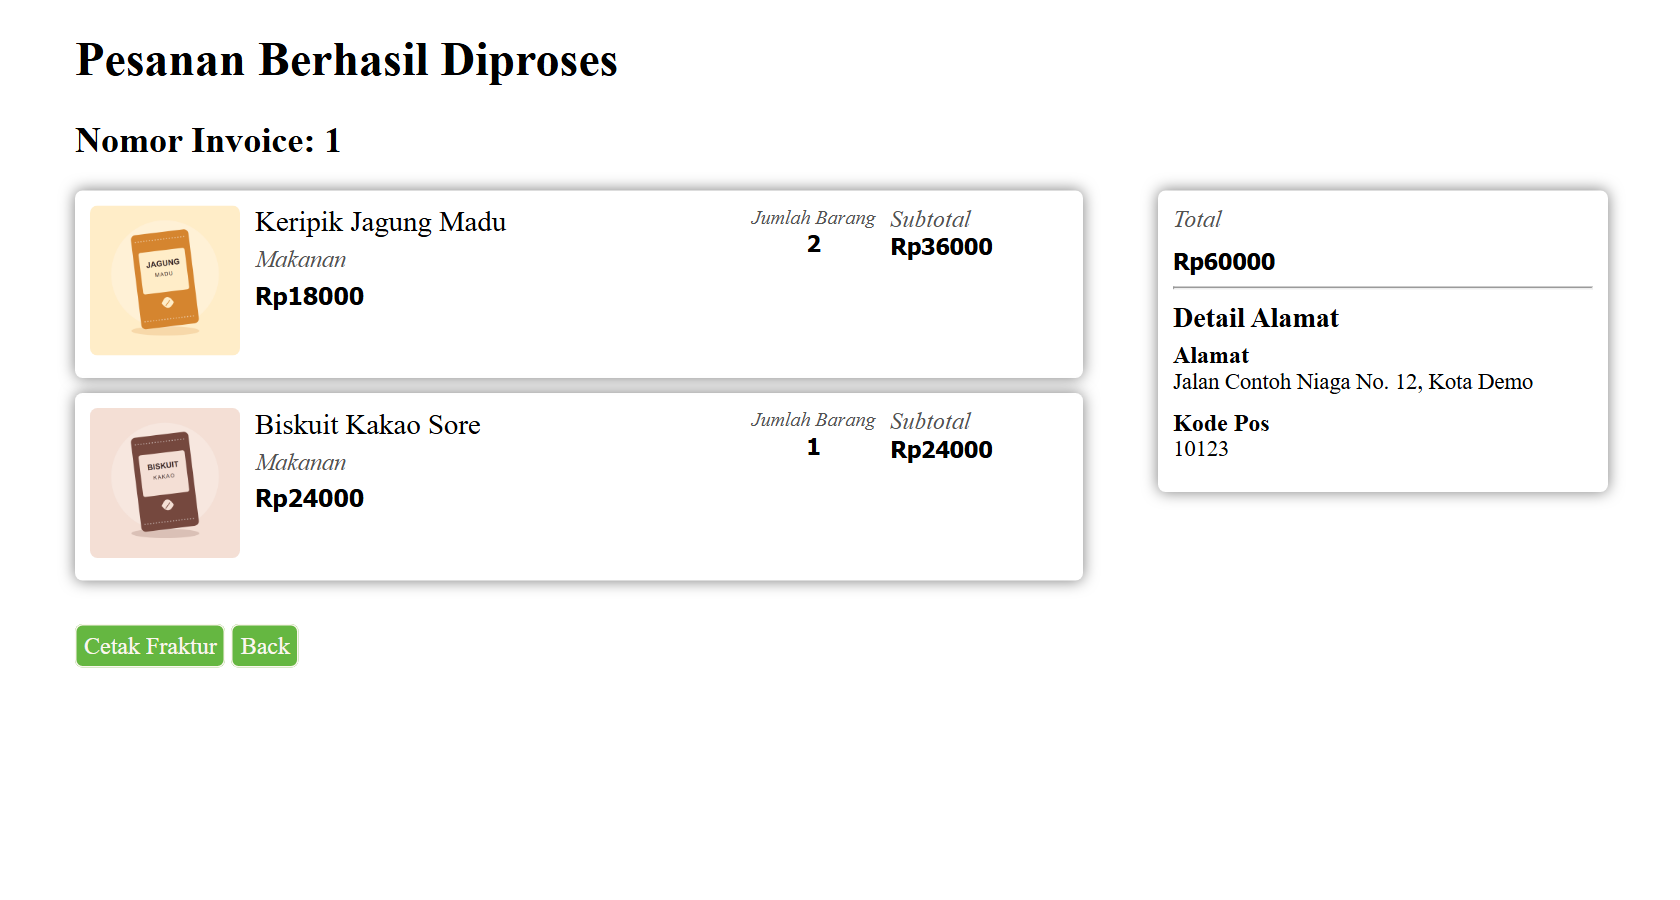 Pesanan Berhasil Diproses
Nomor Invoice: 1
JAGUNG
MADU
Keripik Jagung Madu
Makanan
Rp18000
Jumlah Barang
2
Subtotal
Rp36000
BISKUIT
KAKAO
Biskuit Kakao Sore
Makanan
Rp24000
Jumlah Barang
1
Subtotal
Rp24000
Total
Rp60000
Detail Alamat
Alamat
Jalan Contoh Niaga No. 12, Kota Demo
Kode Pos
10123
Cetak Fraktur
Back